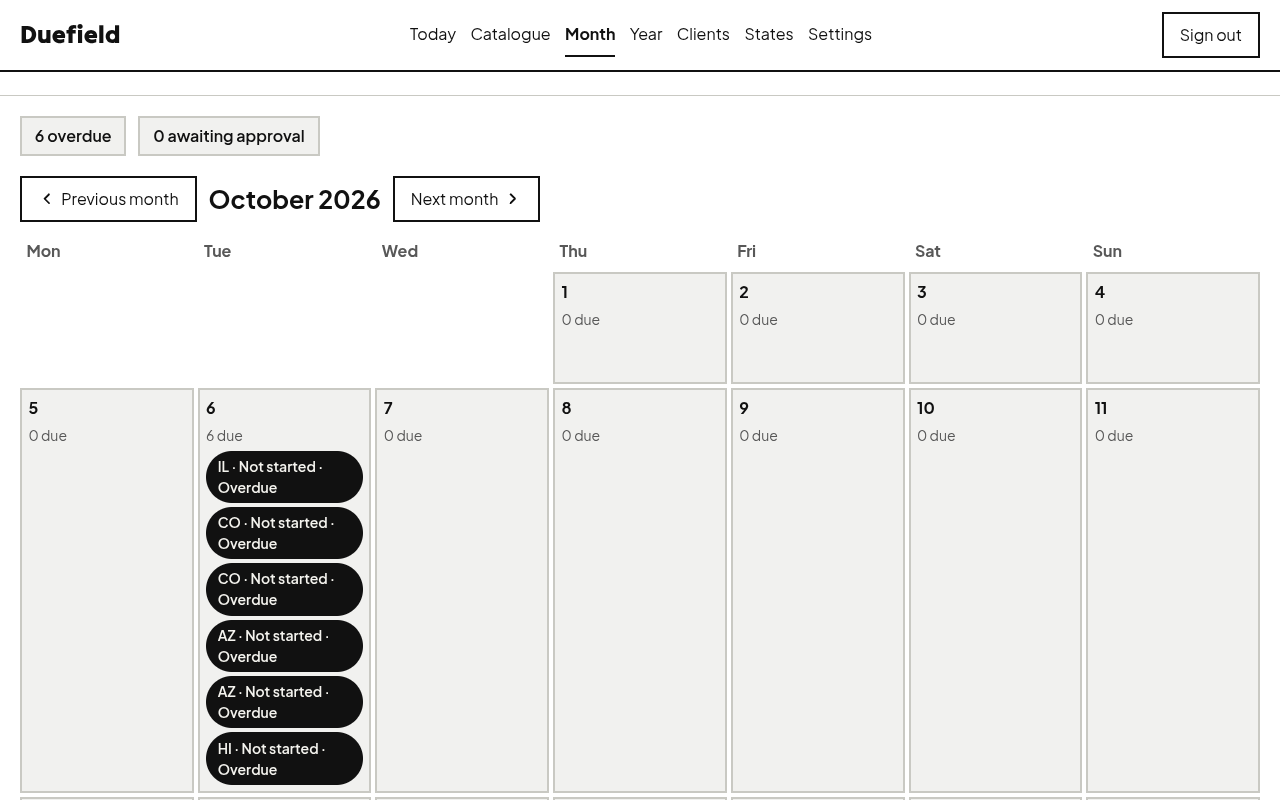 Duefield
Today Catalogue Month Year Clients States Settings
Sign out
6 overdue
0 awaiting approval
Previous month
October 2026
Next month
Mon Tue Wed Thu Fri Sat Sun
1 2 3 4
0 due 0 due 0 due 0 due
5 6 7 8 9 10 11
0 due 6 due 0 due 0 due 0 due 0 due 0 due
IL · Not started ·
Overdue
CO · Not started ·
Overdue
CO · Not started ·
Overdue
AZ · Not started ·
Overdue
AZ · Not started ·
Overdue
HI · Not started ·
Overdue